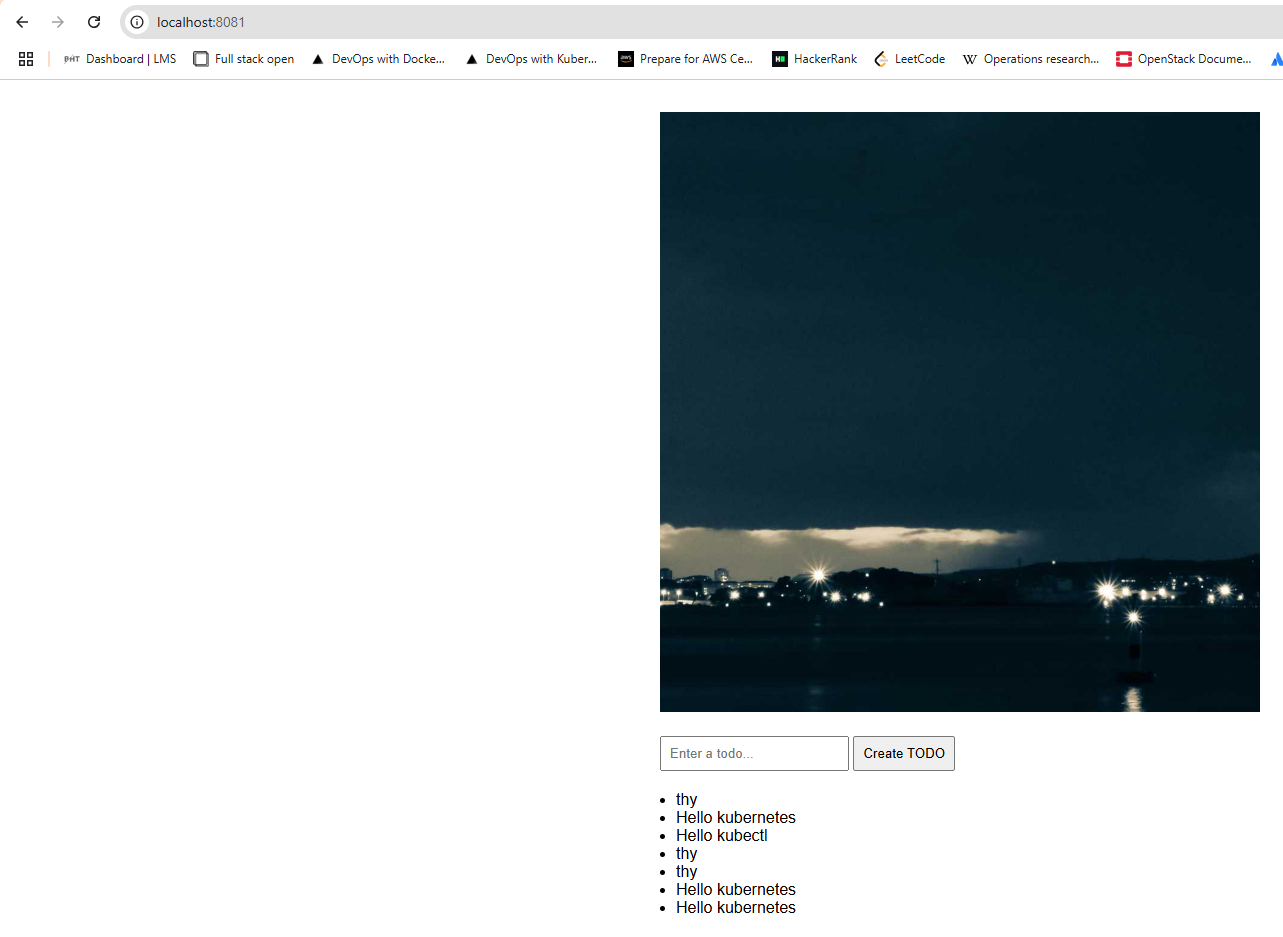 localhost:8081
Dashboard | LMS Full stack open DevOps with Docke... DevOps with Kuber... aws Prepare for AWS Ce... HackerRank LeetCode W Operations research... OpenStack Docume...
Enter a todo... Create TODO
thy
Hello kubernetes
Hello kubectl
thy
thy
Hello kubernetes
Hello kubernetes